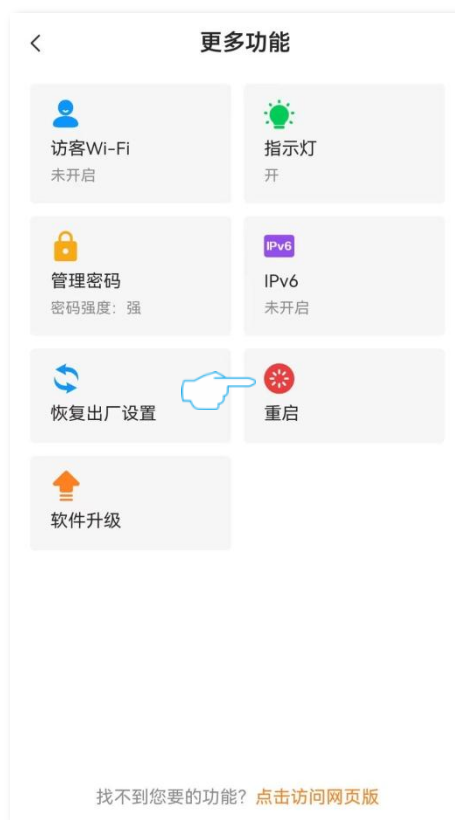 更多功能
访客Wi-Fi
未开启
指示灯
开
管理密码
密码强度：强
IPv6
IPv6
未开启
恢复出厂设置
重启
软件升级
找不到您要的功能？点击访问网页版